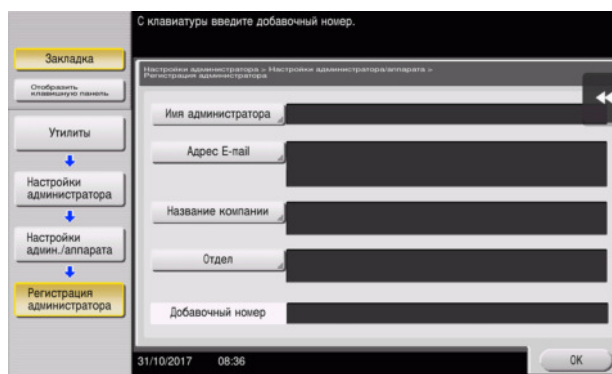 С клавиатуры введите добавочный номер.
Закладка
Отобразить
клавишную панель
Утилиты
Настройки
администратора
Настройки
админ./аппарата
Регистрация
администратора
Настройки администратора > Настройки администратора/аппарата >
Регистрация администратора
Имя администратора
Адрес E-mail
Название компании
Отдел
Добавочный номер
31/10/2017 08:36
OK